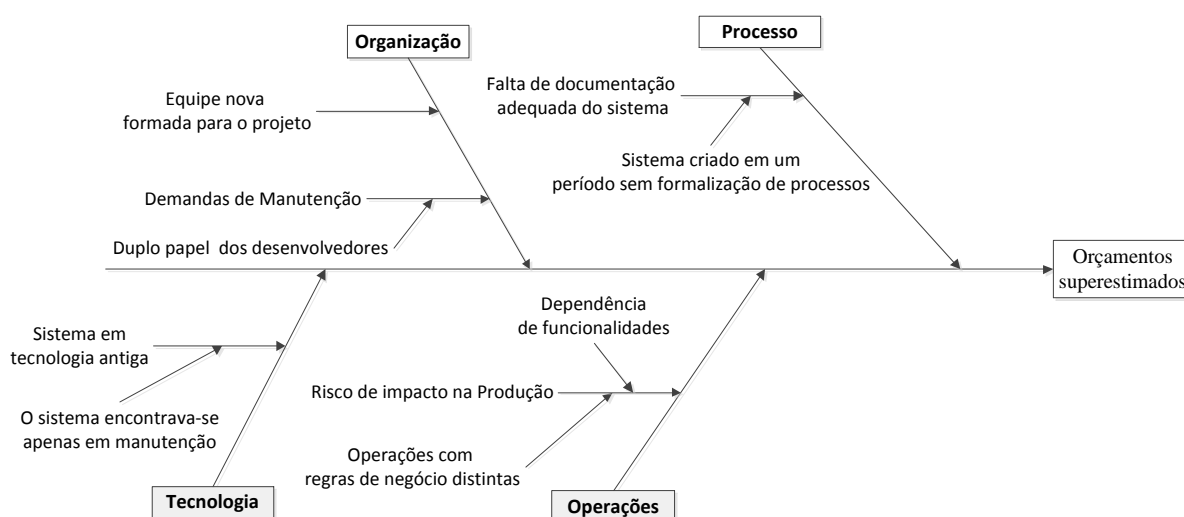 Organização
Processo
Equipe nova
formada para o projeto
Falta de documentação
adequada do sistema
Sistema criado em um
período sem formalização de processos
Demandas de Manutenção
Duplo papel dos desenvolvedores
Orçamentos
superestimados
Sistema em
tecnologia antiga
O sistema encontrava-se
apenas em manutenção
Dependência
de funcionalidades
Risco de impacto na Produção
Operações com
regras de negócio distintas
Tecnologia
Operações